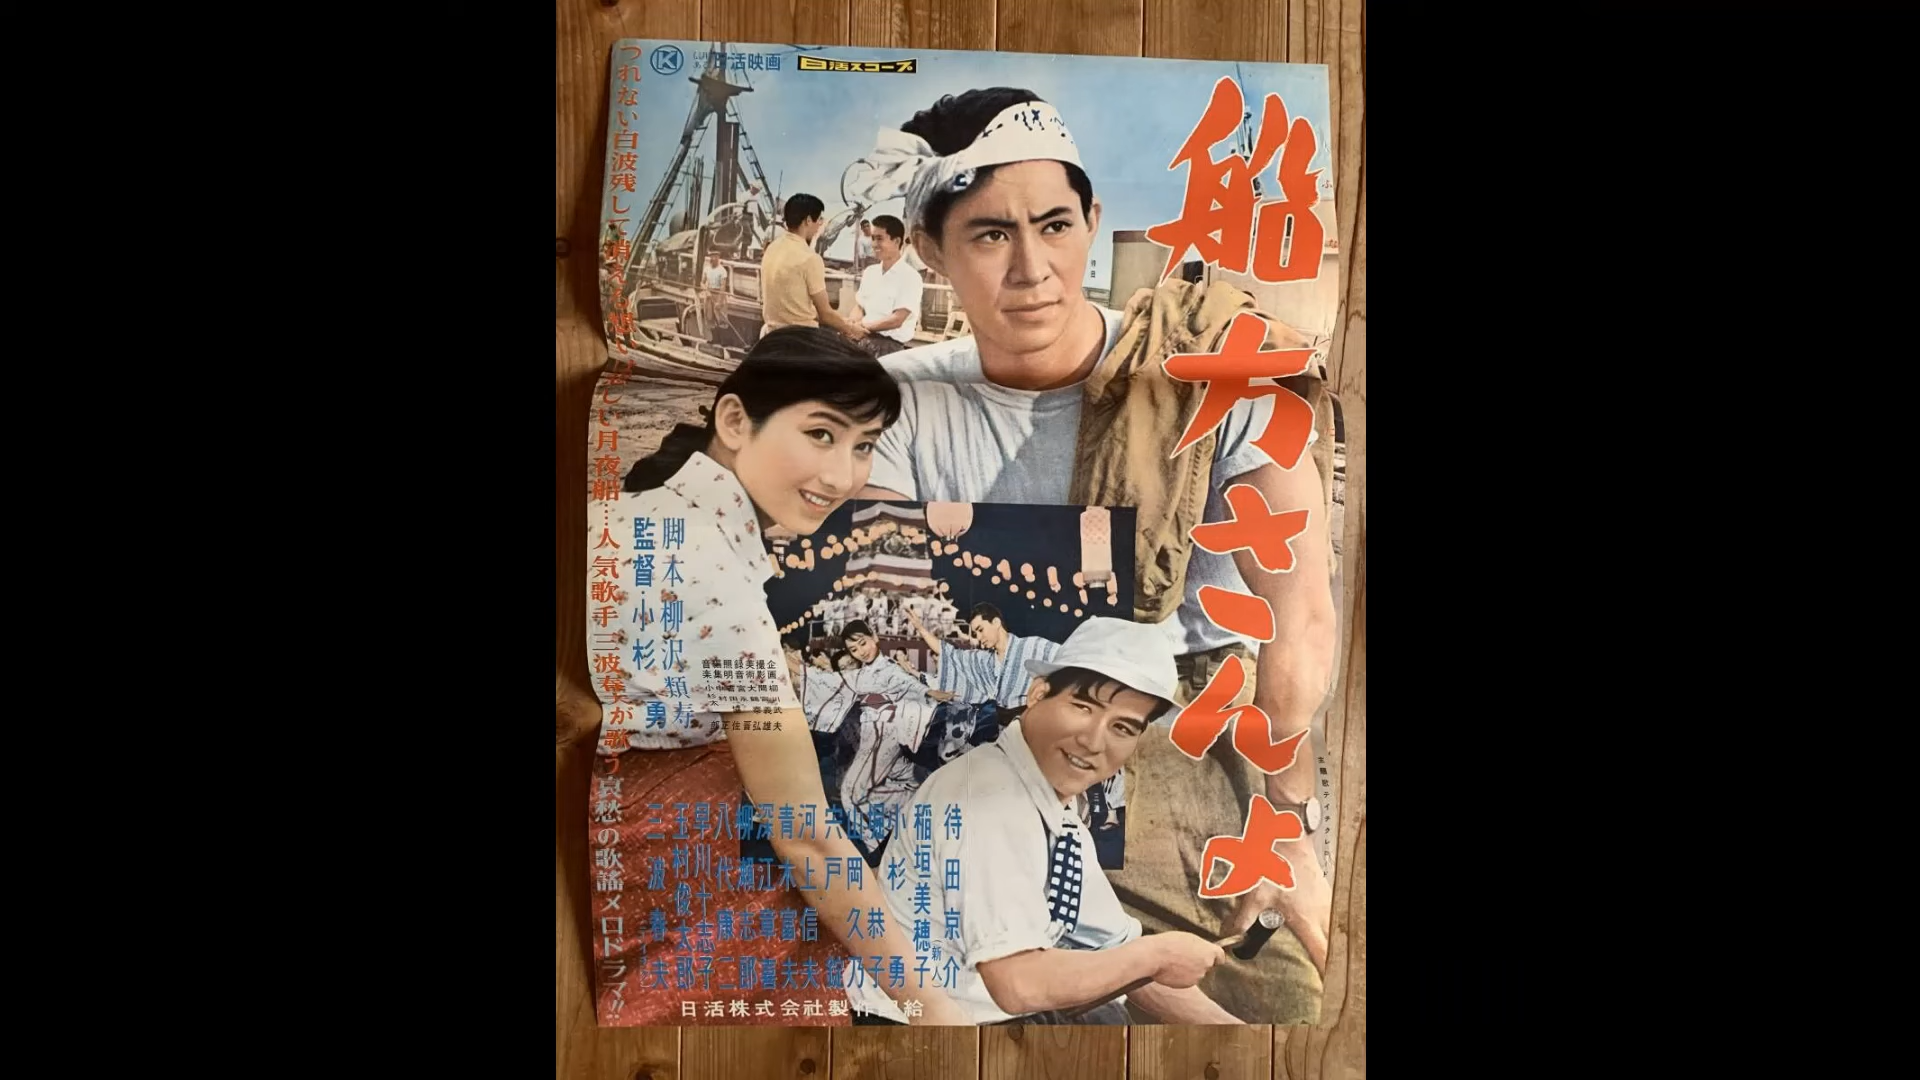 船方さんよ
日活映画
日活スコープ
つれない白波残して消える想い出しい月夜船…人気歌手三波春夫が歌う哀愁の歌謡メロドラマ!!
脚本・柳沢類寿
監督・小杉勇
待田京介
稲垣美穂子
(新人)
小杉勇
堀恭子
山岡久乃
宍戸錠
河上信夫
青木富夫
深江章喜
柳瀬志郎
八代康二
早川十志子
玉村俊太郎
三波春夫
日活株式会社製作配給